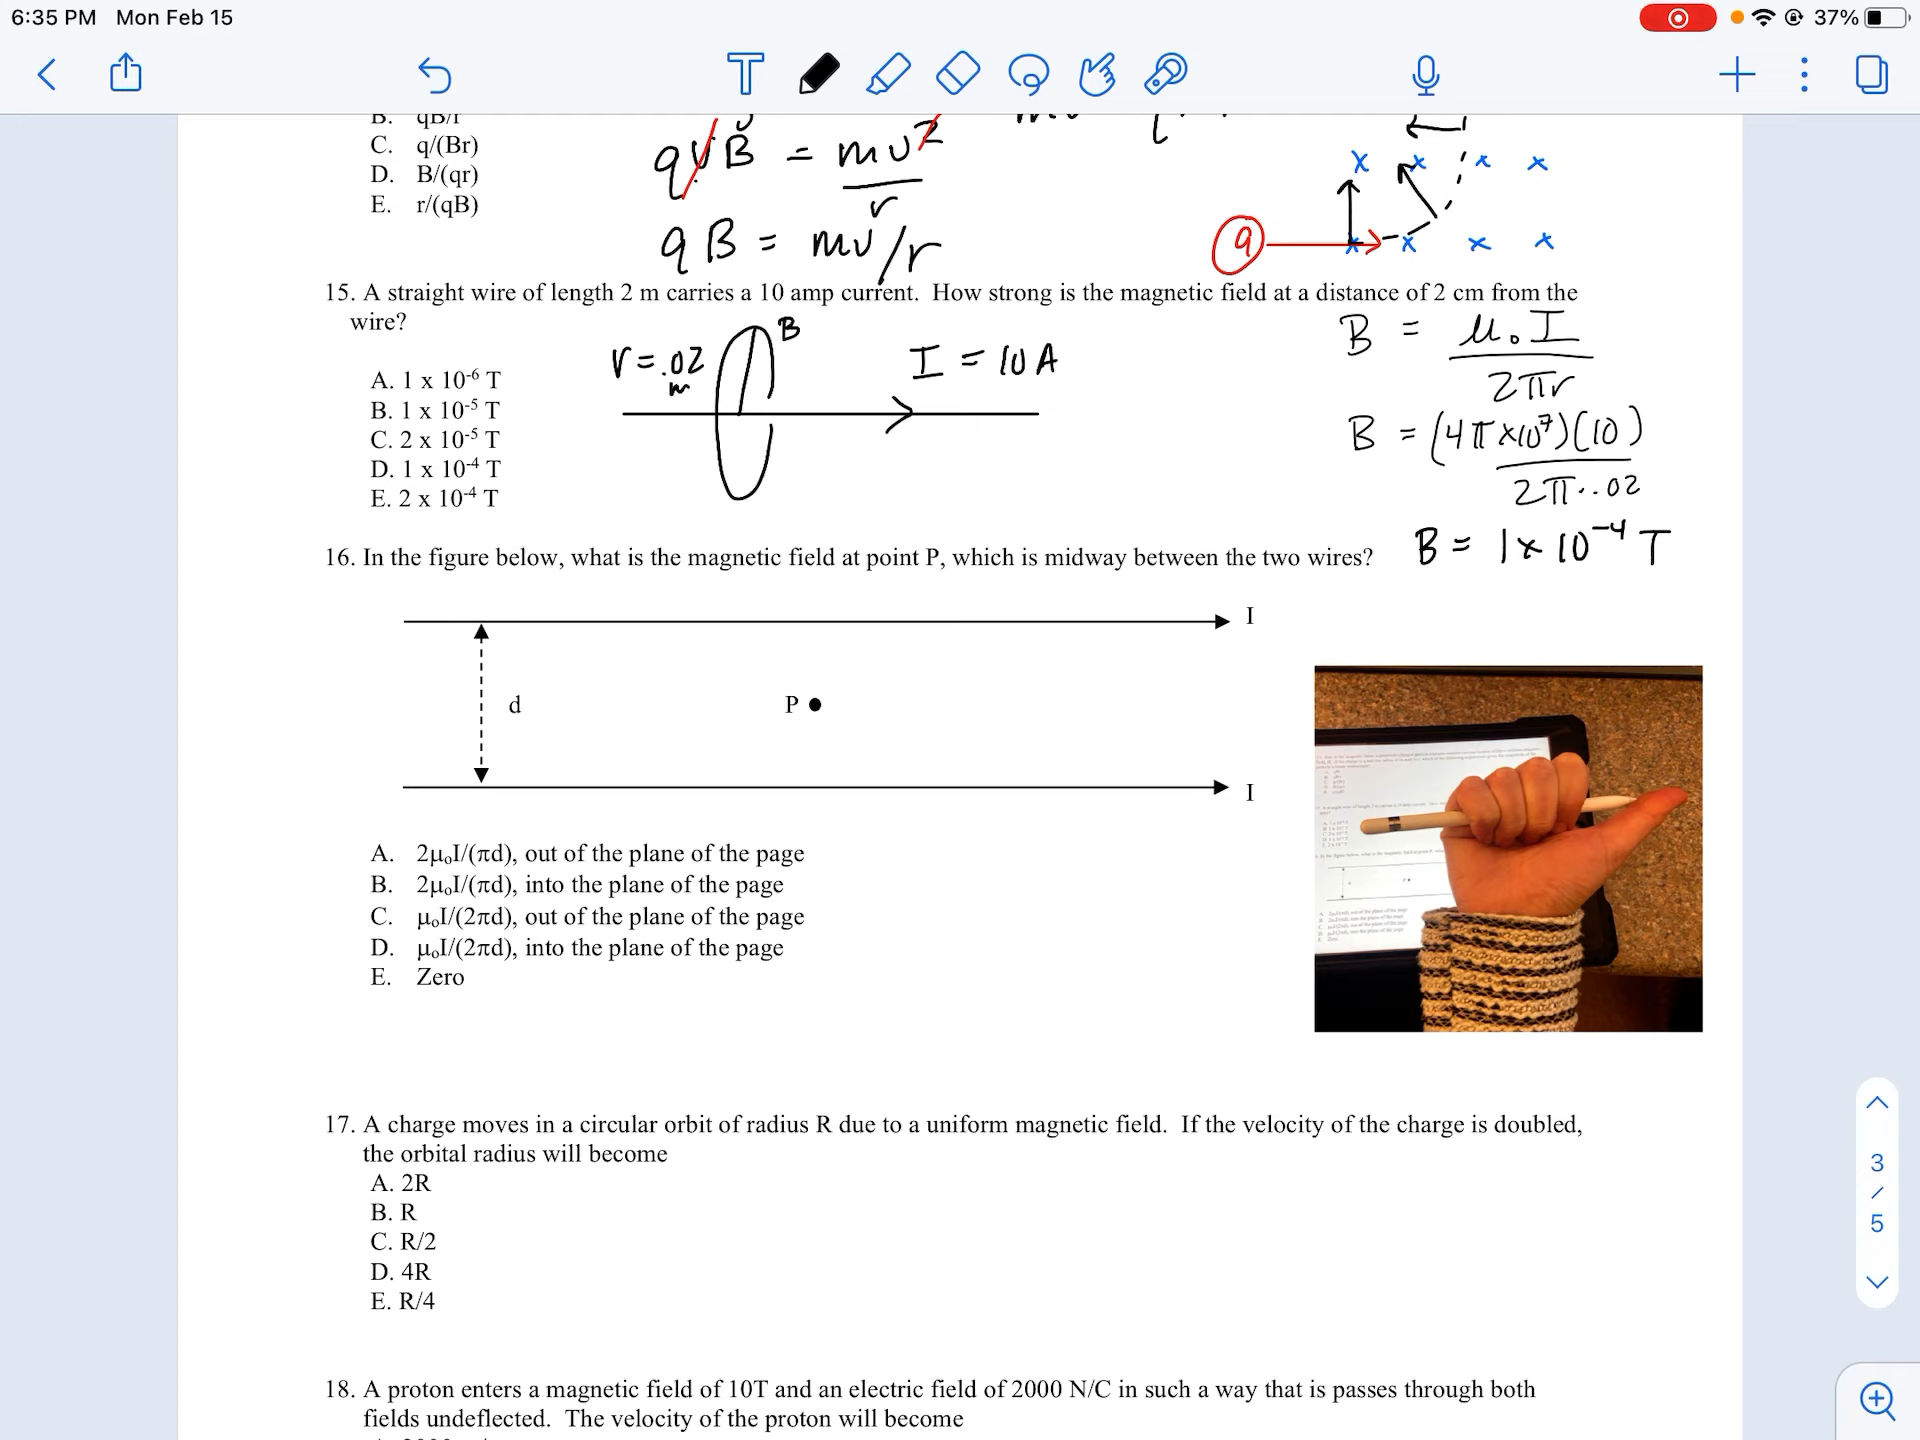 6:35 PM Mon Feb 15
37%
B. qB/r
C. q/(Br)
D. B/(qr)
E. r/(qB)
qvB = mv²
r
qB = mv/r
q
x x x x
x x x x
15. A straight wire of length 2 m carries a 10 amp current. How strong is the magnetic field at a distance of 2 cm from the
wire?
A. 1 x 10⁻⁶ T
B. 1 x 10⁻⁵ T
C. 2 x 10⁻⁵ T
D. 1 x 10⁻⁴ T
E. 2 x 10⁻⁴ T
r = .02
m
B
I = 10 A
B = μ₀I
2πr
B = (4π×10⁷)(10)
2π · .02
B = 1 × 10⁻⁴ T
16. In the figure below, what is the magnetic field at point P, which is midway between the two wires?
I
d
P
I
A. 2μₒI/(πd), out of the plane of the page
B. 2μₒI/(πd), into the plane of the page
C. μₒI/(2πd), out of the plane of the page
D. μₒI/(2πd), into the plane of the page
E. Zero
17. A charge moves in a circular orbit of radius R due to a uniform magnetic field. If the velocity of the charge is doubled,
the orbital radius will become
A. 2R
B. R
C. R/2
D. 4R
E. R/4
3
/
5
18. A proton enters a magnetic field of 10T and an electric field of 2000 N/C in such a way that is passes through both
fields undeflected. The velocity of the proton will become